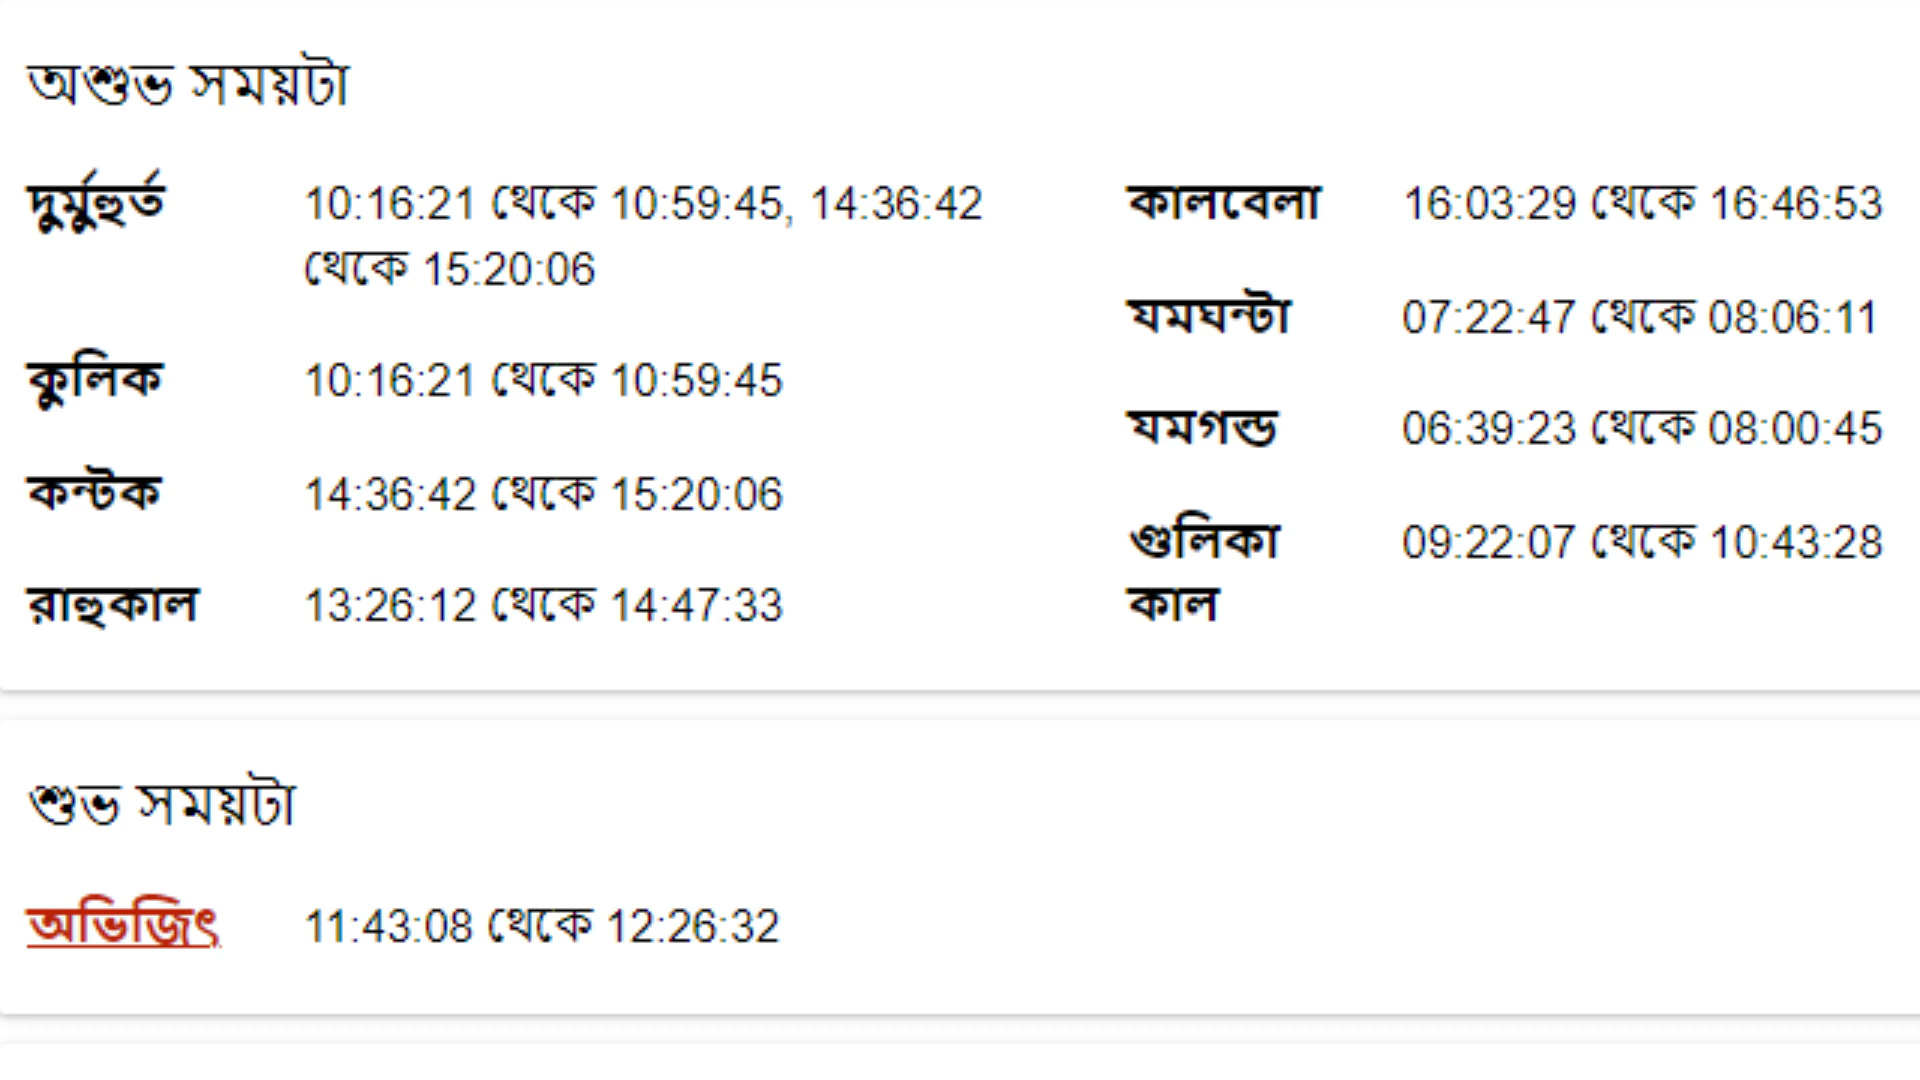 অশুভ সময়টা
দুর্মুহুর্ত 10:16:21 থেকে 10:59:45, 14:36:42
থেকে 15:20:06
কুলিক 10:16:21 থেকে 10:59:45
কন্টক 14:36:42 থেকে 15:20:06
রাহুকাল 13:26:12 থেকে 14:47:33
কালবেলা 16:03:29 থেকে 16:46:53
যমঘন্টা 07:22:47 থেকে 08:06:11
যমগন্ড 06:39:23 থেকে 08:00:45
গুলিকা 09:22:07 থেকে 10:43:28
কাল
শুভ সময়টা
অভিজিৎ 11:43:08 থেকে 12:26:32